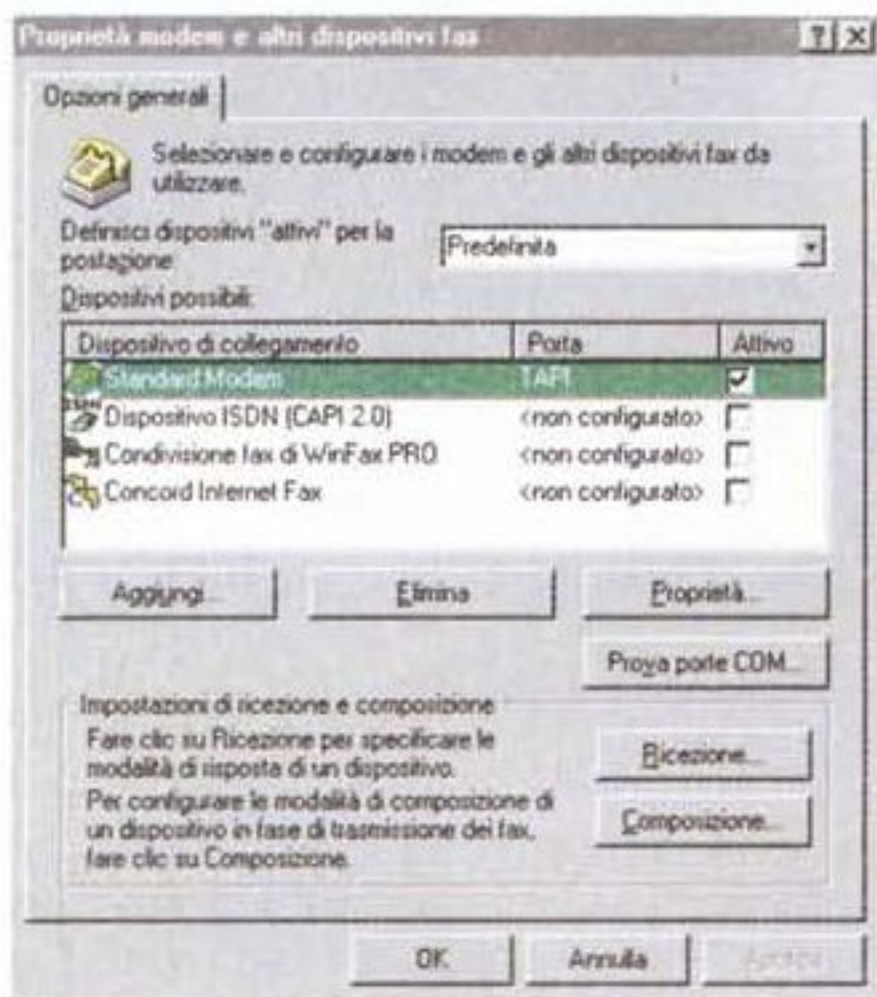 Proprietà modem e altri dispositivi fax
Opzioni generali
Selezionare e configurare i modem e gli altri dispositivi fax da
utilizzare.
Definisci dispositivi "attivi" per la
postazione
Predefinita
Dispositivi possibili:
Dispositivo di collegamento Porta Attivo
Standard Modem TAPI
Dispositivo ISDN (CAPI 2.0) <non configurato>
Condivisione fax di WinFax PRO <non configurato>
Concord Internet Fax <non configurato>
Aggiungi... Elimina Proprietà...
Prova porte COM...
Impostazioni di ricezione e composizione
Fare clic su Ricezione per specificare le
modalità di risposta di un dispositivo.
Ricezione...
Per configurare le modalità di composizione di
un dispositivo in fase di trasmissione dei fax,
fare clic su Composizione.
Composizione...
OK Annulla Applica